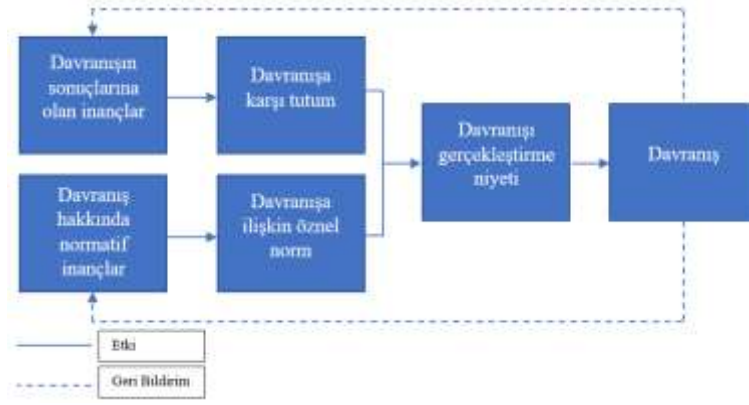 Davranışın
sonuçlarına
olan inançlar
Davranışa
karşı tutum
Davranışı
gerçekleştirme
niyeti
Davranış
Davranış
hakkında
normatif
inançlar
Davranışa
ilişkin öznel
norm
Etki
Geri Bildirim